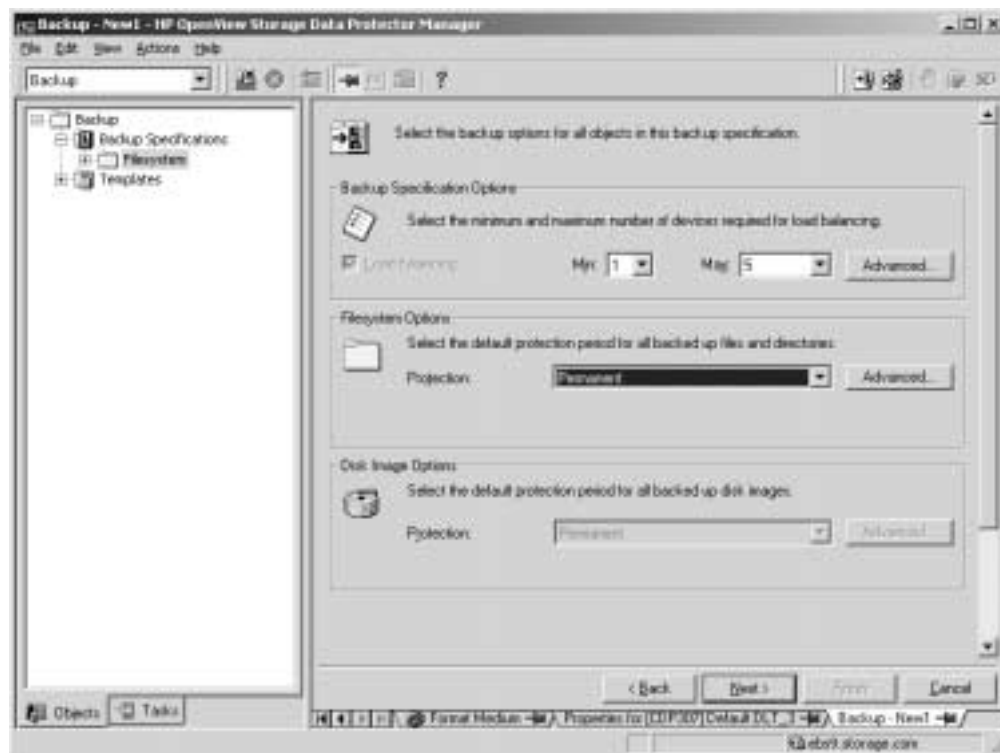 Backup - New1 - HP OpenView Storage Data Protector Manager
File Edit View Actions Help
Backup
Backup
Backup Specifications
Filesystem
Templates
Select the backup options for all objects in this backup specification.
Backup Specification Options
Select the minimum and maximum number of devices required for load balancing.
Load balancing Min: 1 Max: 5 Advanced...
Filesystem Options
Select the default protection period for all backed up files and directories
Protection: Permanent Advanced...
Disk Image Options
Select the default protection period for all backed up disk images.
Protection: Permanent Advanced...
< Back Next > Finish Cancel
Objects Tasks
Format Medium Properties for Default DLT_3 Backup - New1